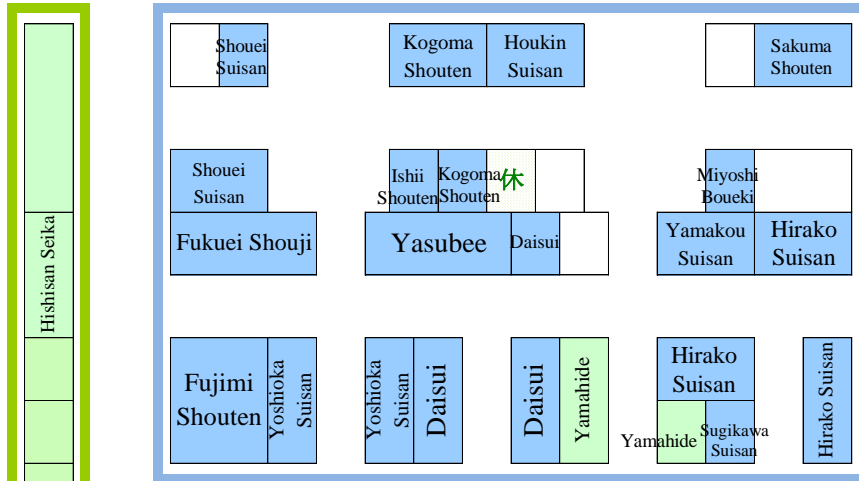 Hishisan Seika
Shouei
Suisan
Kogoma
Shouten
Houkin
Suisan
Sakuma
Shouten
Shouei
Suisan
Ishii
Shouten
Kogoma
Shouten
休
Miyoshi
Boueki
Fukuei Shouji
Yasubee
Daisui
Yamakou
Suisan
Hirako
Suisan
Fujimi
Shouten
Yoshioka
Suisan
Yoshioka
Suisan
Daisui
Daisui
Yamahide
Hirako
Suisan
Yamahide
Sugikawa
Suisan
Hirako Suisan